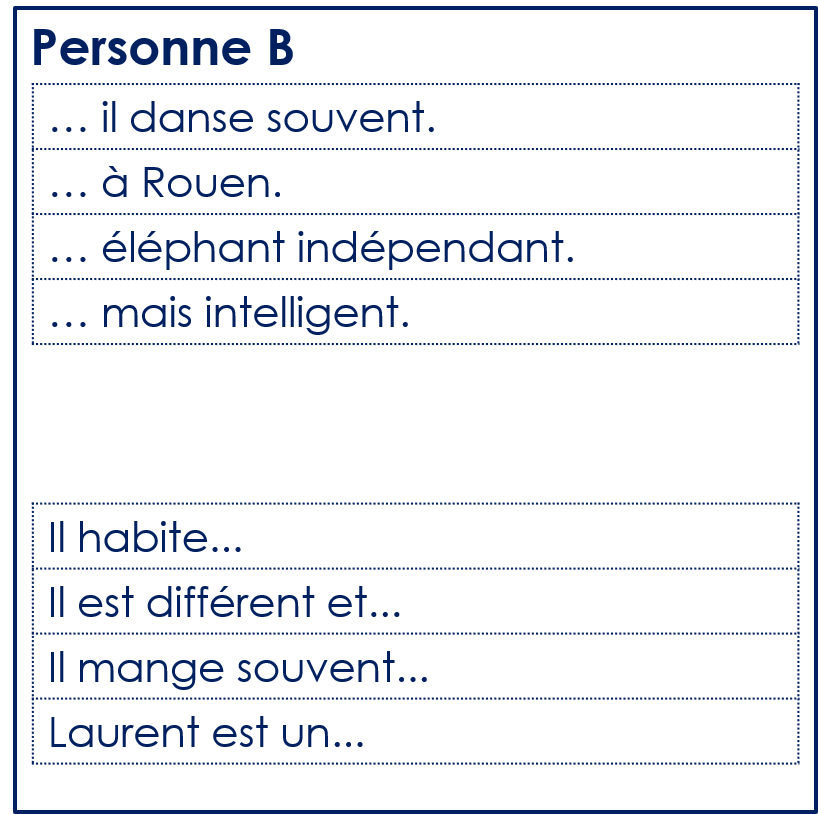 Personne B
… il danse souvent.
… à Rouen.
… éléphant indépendant.
… mais intelligent.
Il habite...
Il est différent et...
Il mange souvent...
Laurent est un...